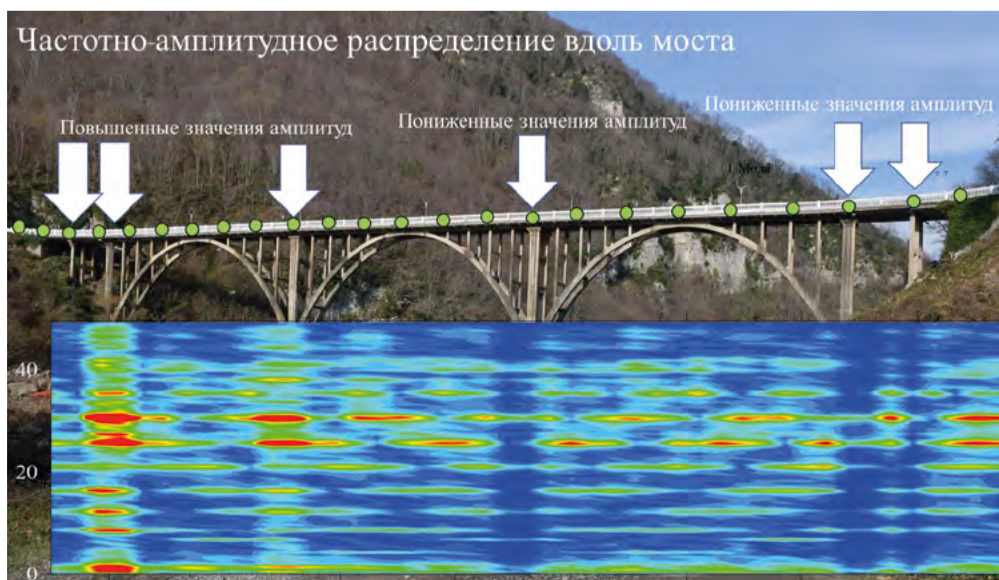 Частотно-амплитудное распределение вдоль моста
Пониженные значения амплитуд
Повышенные значения амплитуд
Пониженные значения амплитуд
40
20
0